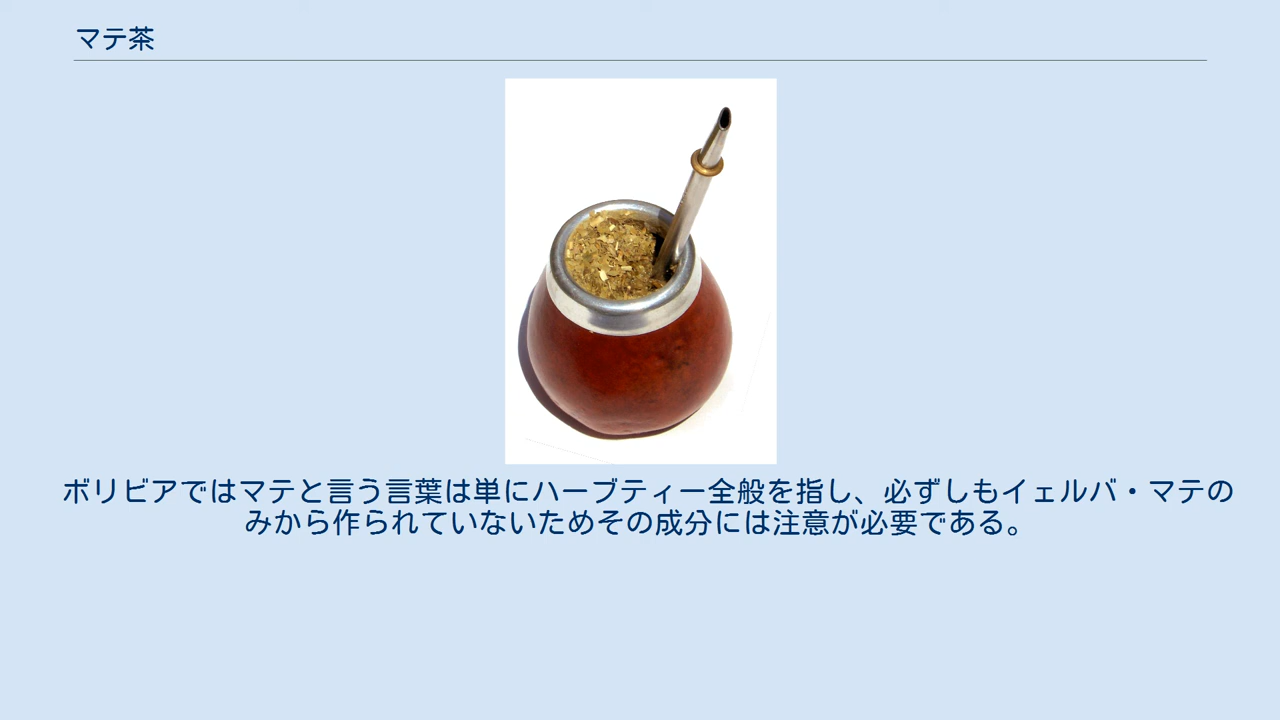 マテ茶
ボリビアではマテと言う言葉は単にハーブティー全般を指し、必ずしもイェルバ・マテの
みから作られていないためその成分には注意が必要である。